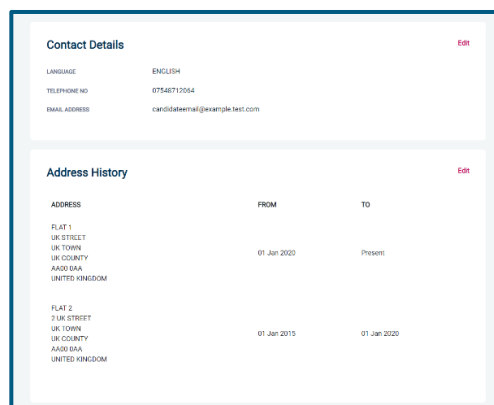 Contact Details Edit
LANGUAGE ENGLISH
TELEPHONE NO 07548712064
EMAIL ADDRESS candidateemail@example.test.com
Address History Edit
ADDRESS FROM TO
FLAT 1
UK STREET
UK TOWN
UK COUNTY
AA00 0AA
UNITED KINGDOM
01 Jan 2020 Present
FLAT 2
2 UK STREET
UK TOWN
UK COUNTY
AA00 0AA
UNITED KINGDOM
01 Jan 2015 01 Jan 2020